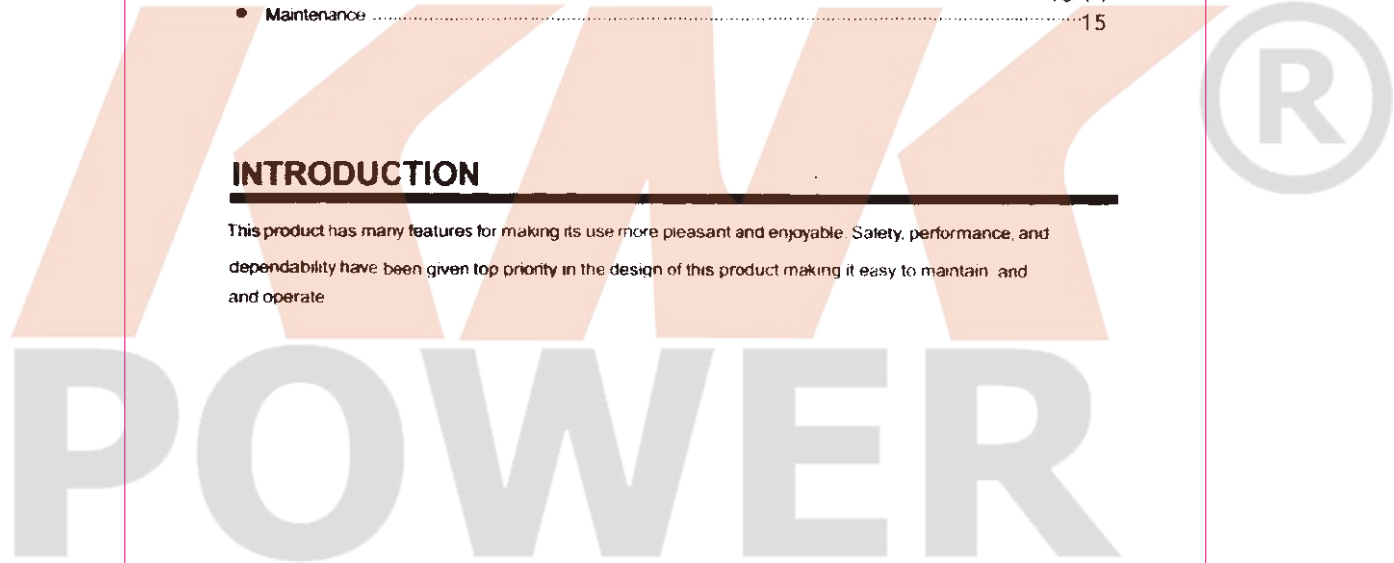 • Maintenance ........................................................ 15
INTRODUCTION
This product has many features for making its use more pleasant and enjoyable. Safety, performance, and
dependability have been given top priority in the design of this product making it easy to maintain and
and operate
KNK
POWER
®